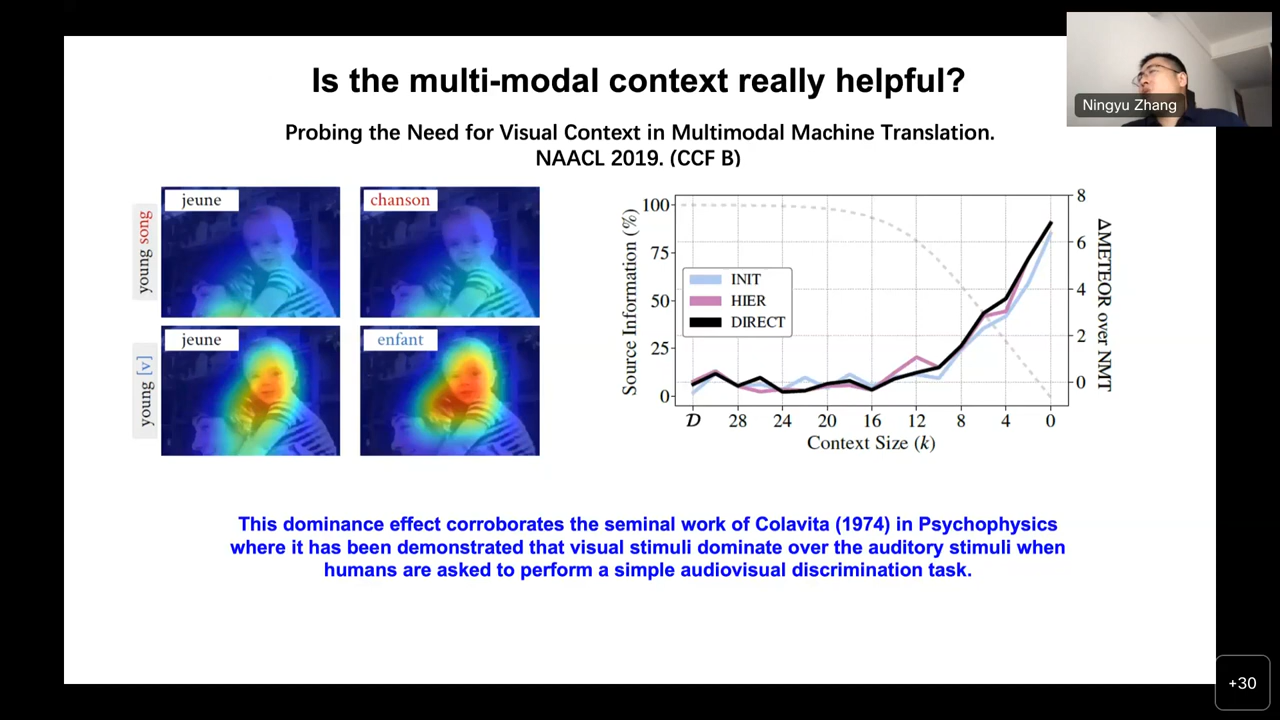 Is the multi-modal context really helpful?
Ningyu Zhang
Probing the Need for Visual Context in Multimodal Machine Translation.
NAACL 2019. (CCF B)
young song
jeune
chanson
young [v]
jeune
enfant
Source Information (%)
100
75
50
25
0
INIT
HIER
DIRECT
8
6
4
2
0
ΔMETEOR over NMT
𝒟 28 24 20 16 12 8 4 0
Context Size (k)
This dominance effect corroborates the seminal work of Colavita (1974) in Psychophysics
where it has been demonstrated that visual stimuli dominate over the auditory stimuli when
humans are asked to perform a simple audiovisual discrimination task.
+30